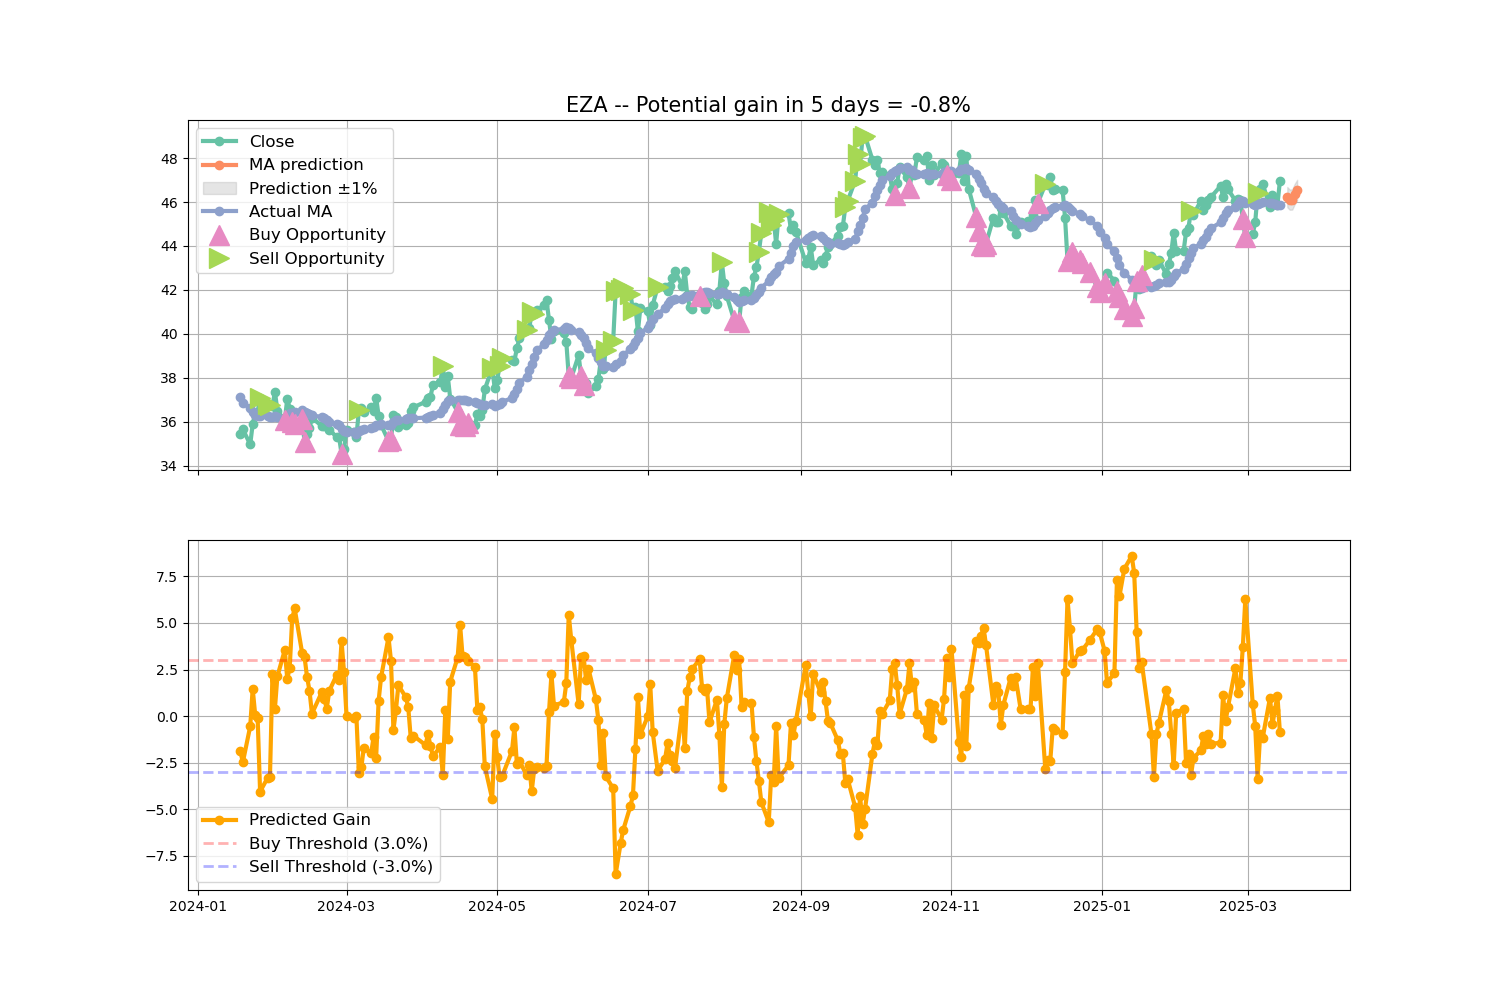 EZA -- Potential gain in 5 days = -0.8%
Close
MA prediction
Prediction ±1%
Actual MA
Buy Opportunity
Sell Opportunity
48
46
44
42
40
38
36
34
7.5
5.0
2.5
0.0
−2.5
−5.0
−7.5
Predicted Gain
Buy Threshold (3.0%)
Sell Threshold (-3.0%)
2024-01 2024-03 2024-05 2024-07 2024-09 2024-11 2025-01 2025-03